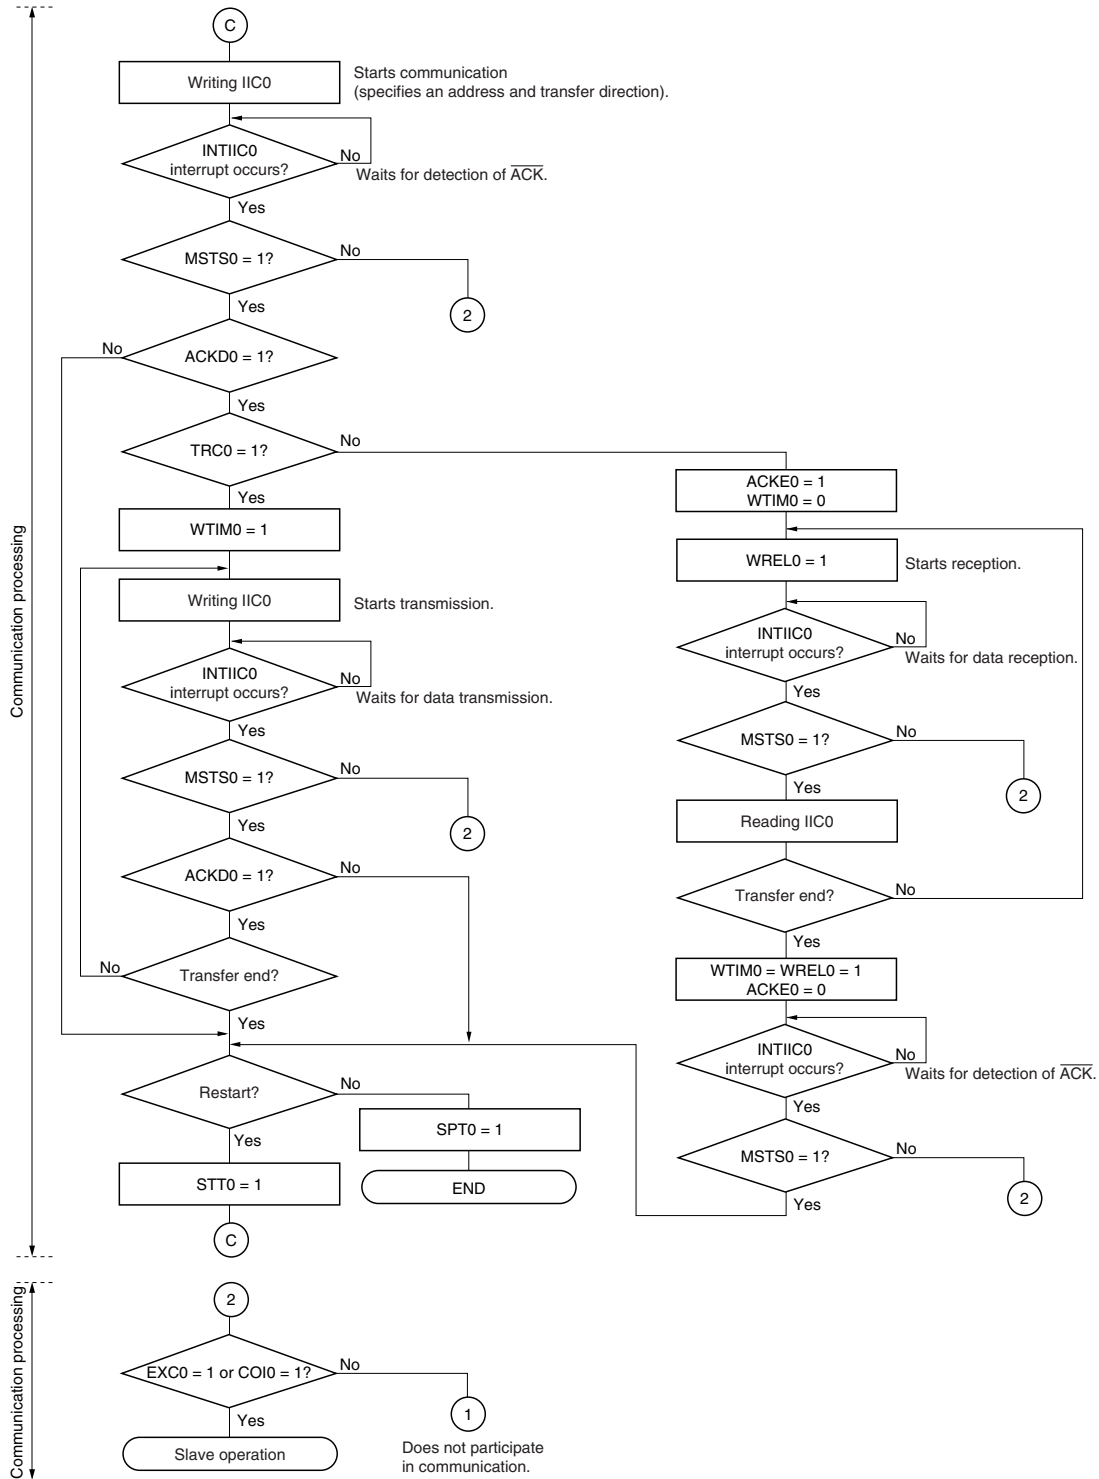 C
Writing IIC0
Starts communication
(specifies an address and transfer direction).
INTIIC0
interrupt occurs?
No
Waits for detection of ACK.
Yes
MSTS0 = 1?
No
2
Yes
ACKD0 = 1?
No
Yes
TRC0 = 1?
No
Yes
WTIM0 = 1
Writing IIC0
Starts transmission.
INTIIC0
interrupt occurs?
No
Waits for data transmission.
Yes
MSTS0 = 1?
No
2
Yes
ACKD0 = 1?
No
Yes
Transfer end?
No
Yes
Restart?
No
SPT0 = 1
END
Yes
STT0 = 1
C
ACKE0 = 1
WTIM0 = 0
WREL0 = 1
Starts reception.
INTIIC0
interrupt occurs?
No
Waits for data reception.
Yes
MSTS0 = 1?
No
2
Yes
Reading IIC0
Transfer end?
No
Yes
WTIM0 = WREL0 = 1
ACKE0 = 0
INTIIC0
interrupt occurs?
No
Waits for detection of ACK.
Yes
MSTS0 = 1?
No
2
Yes
Communication processing
2
EXC0 = 1 or COI0 = 1?
No
1
Does not participate
in communication.
Yes
Slave operation
Communication processing